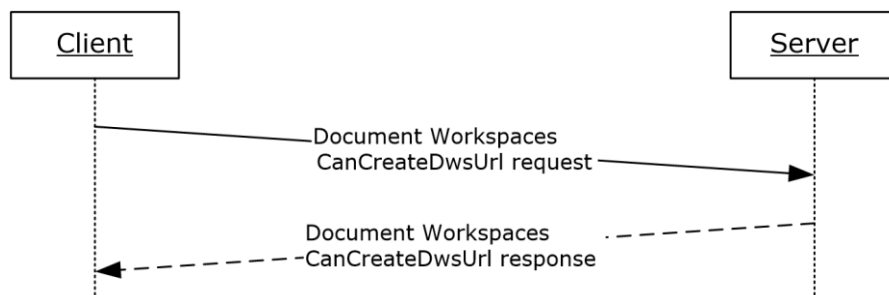 Client
Server
Document Workspaces
CanCreateDwsUrl request
Document Workspaces
CanCreateDwsUrl response